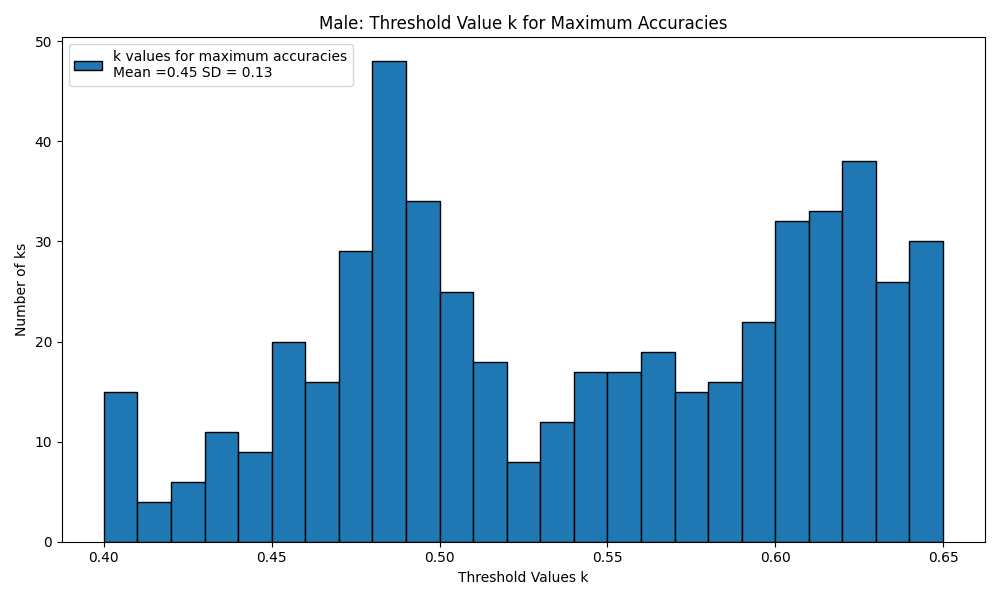 Male: Threshold Value k for Maximum Accuracies
k values for maximum accuracies
Mean =0.45 SD = 0.13
50
40
30
20
10
0
Number of ks
0.40 0.45 0.50 0.55 0.60 0.65
Threshold Values k